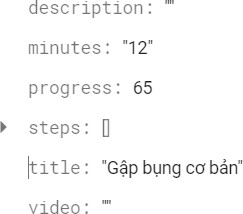 description: ""
minutes: "12"
progress: 65
steps: []
title: "Gập bụng cơ bản"
video: ""